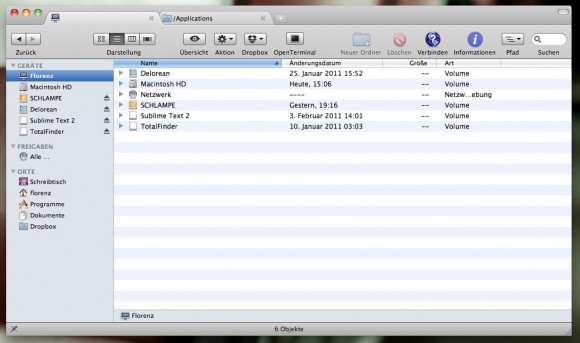 /Applications
Zurück Darstellung Übersicht Aktion Dropbox OpenTerminal Neuer Ordner Löschen Verbinden Informationen Pfad Suchen
GERÄTE
Florenz
Macintosh HD
SCHLAMPE
Delorean
Sublime Text 2
TotalFinder
FREIGABEN
Alle ...
ORTE
Schreibtisch
florenz
Programme
Dokumente
Dropbox
Name Änderungsdatum Größe Art
Delorean 25. Januar 2011 15:52 -- Volume
Macintosh HD Heute, 15:06 -- Volume
Netzwerk ---- -- Netzw...ebung
SCHLAMPE Gestern, 19:16 -- Volume
Sublime Text 2 3. Februar 2011 14:01 -- Volume
TotalFinder 10. Januar 2011 03:03 -- Volume
Florenz
6 Objekte